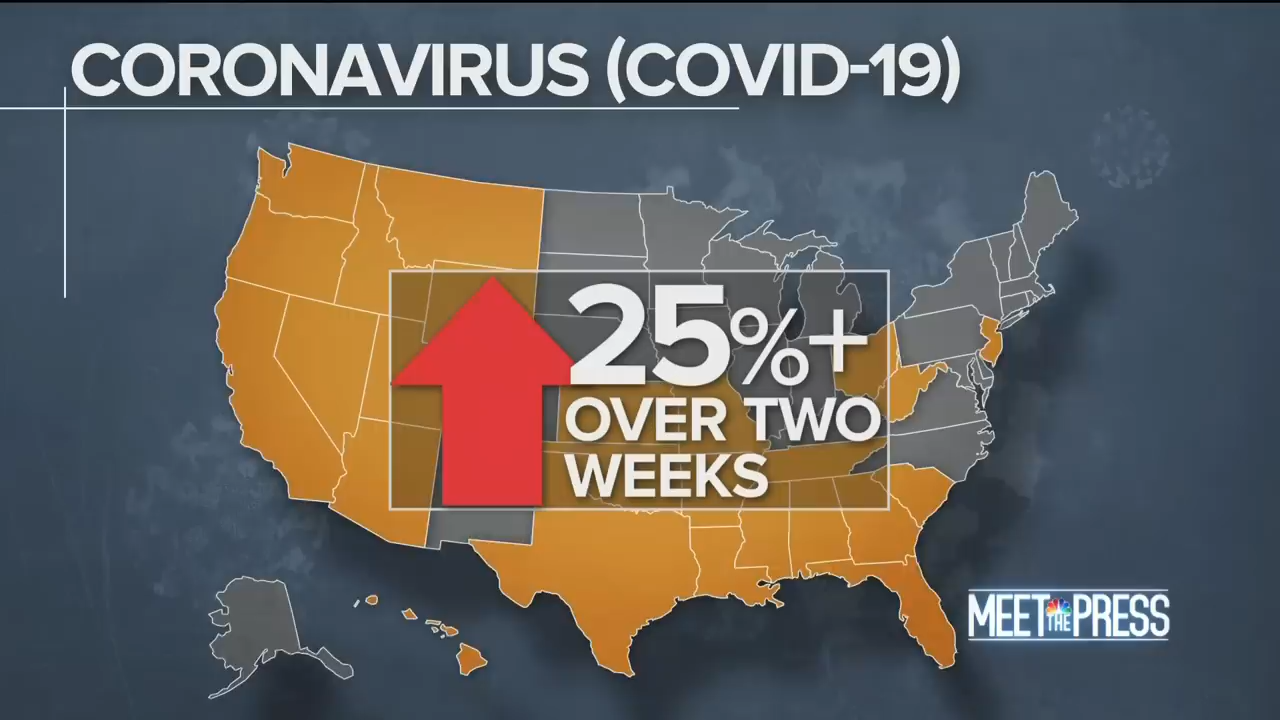 CORONAVIRUS (COVID-19)
25%+
OVER TWO
WEEKS
MEET THE PRESS